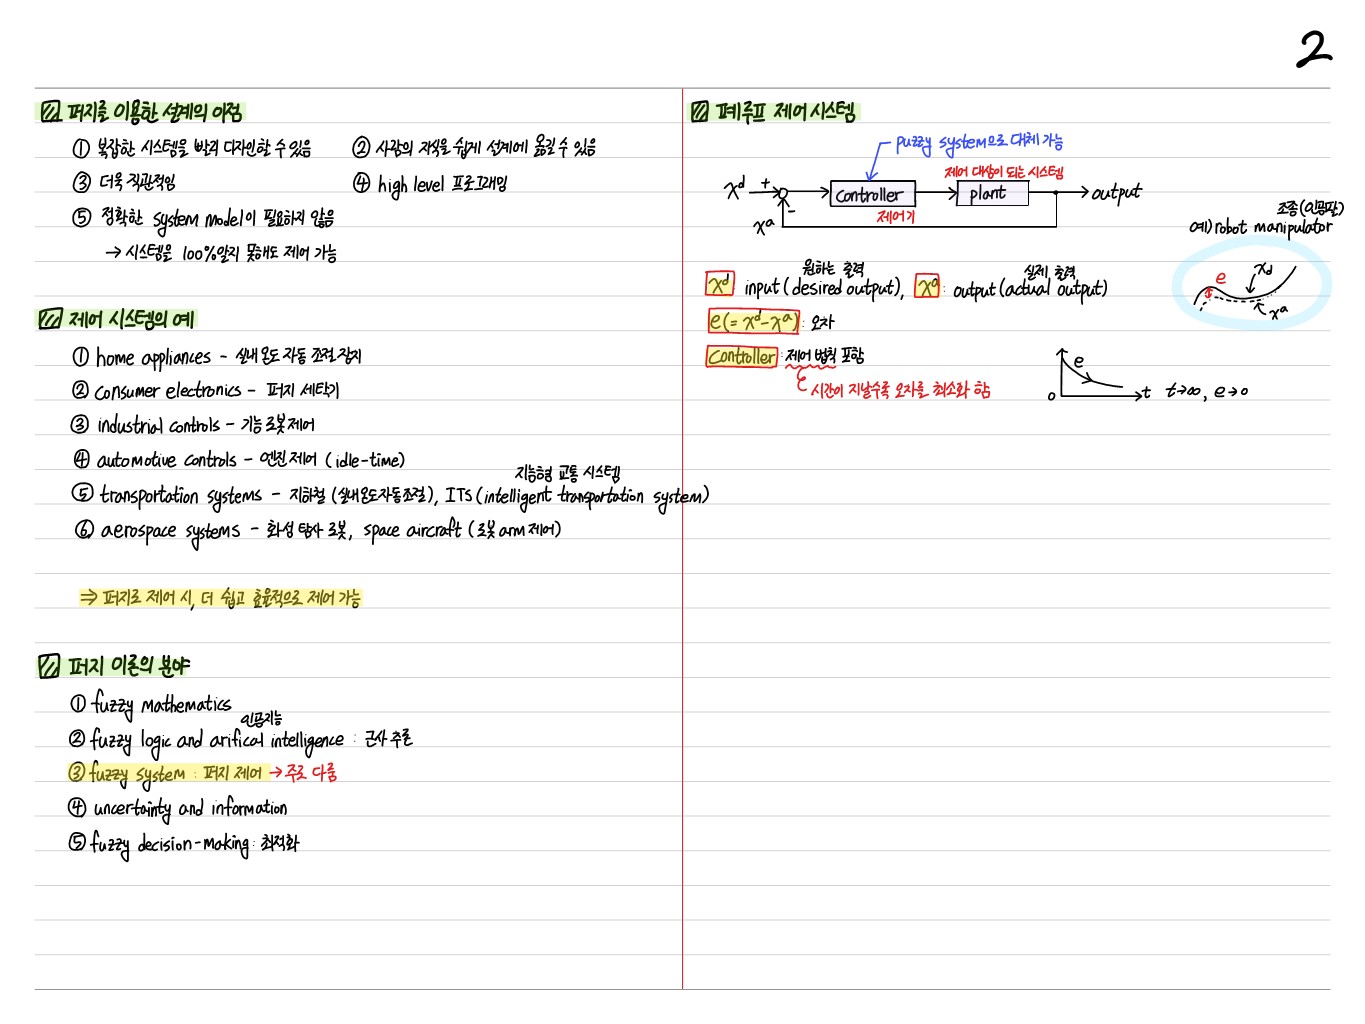 2
퍼지를 이용한 설계의 이점
① 복잡한 시스템을 빨리 디자인할 수 있음 ② 사람의 지식을 쉽게 설계에 옮길 수 있음
③ 더욱 직관적임 ④ high level 프로그래밍
⑤ 정확한 system model이 필요하지 않음
→ 시스템을 100% 알지 못해도 제어 가능
제어 시스템의 예
① home appliances - 실내 온도 자동 조절 장치
② consumer electronics - 퍼지 세탁기
③ industrial controls - 기능 로봇 제어
④ automotive controls - 엔진 제어 (idle-time)
지능형 교통 시스템
⑤ transportation systems - 지하철 (실내온도자동조절), ITS (intelligent transportation system)
⑥ aerospace systems - 화성 탐사 로봇, space aircraft (로봇 arm 제어)
⇒ 퍼지로 제어 시, 더 쉽고 효율적으로 제어 가능
퍼지 이론의 분야
① fuzzy mathematics
인공지능
② fuzzy logic and arifical intelligence : 근사 추론
③ fuzzy system : 퍼지 제어 → 주로 다룸
④ uncertainty and information
⑤ fuzzy decision-making : 최적화
폐루프 제어 시스템
puzzy system으로 대체 가능
제어 대상이 되는 시스템
x^d + controller plant output
제어기
x^a -
조종(인공팔)
예) robot manipulator
e x_d
x^a
원하는 출력 실제 출력
x^d input (desired output), x^a : output (actual output)
e (= x^d - x^a) : 오차
Controller : 제어 법칙 포함
시간이 지날수록 오차를 최소화 함
e
0 t t→∞, e→0